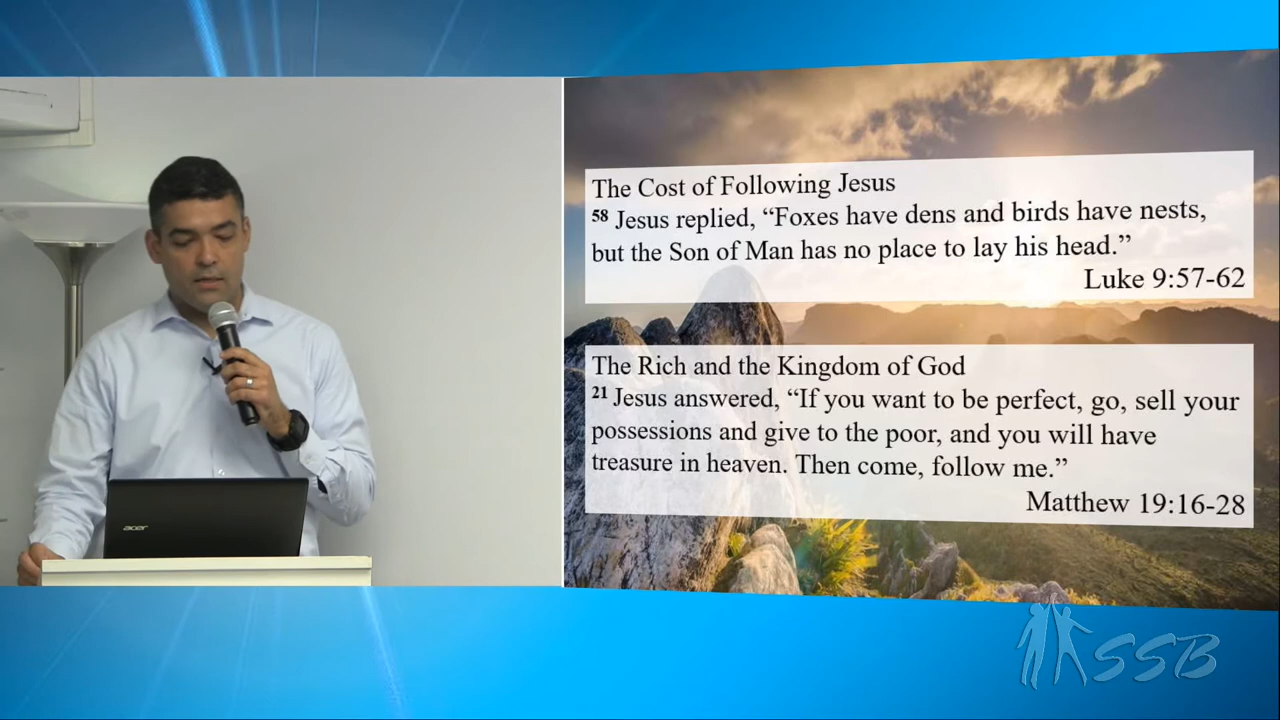 The Cost of Following Jesus
58 Jesus replied, “Foxes have dens and birds have nests,
but the Son of Man has no place to lay his head.”
Luke 9:57-62
The Rich and the Kingdom of God
21 Jesus answered, “If you want to be perfect, go, sell your
possessions and give to the poor, and you will have
treasure in heaven. Then come, follow me.”
Matthew 19:16-28
acer
SSB